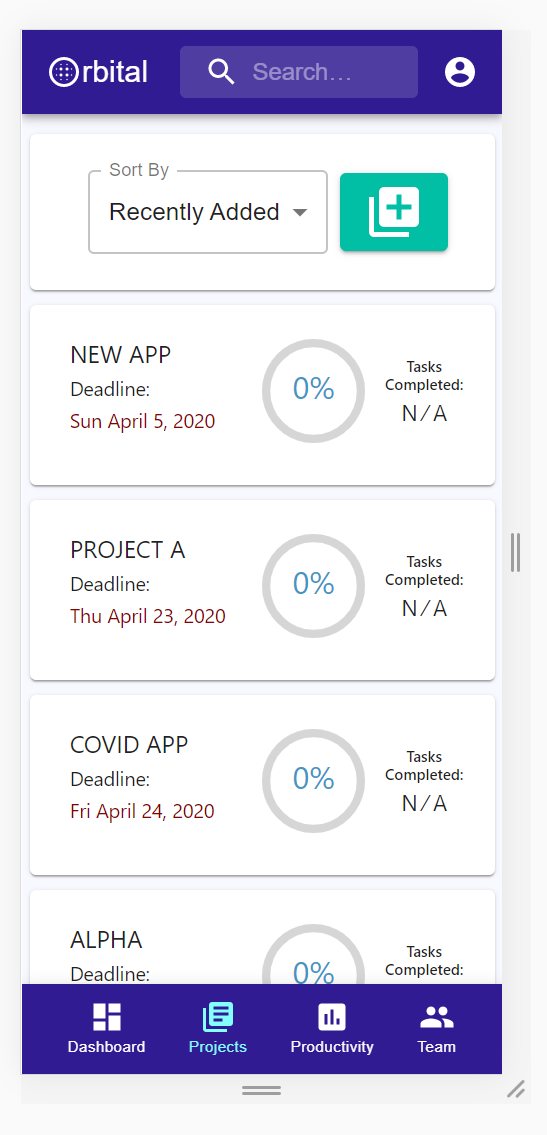 Orbital
Search...
Sort By
Recently Added
NEW APP
Deadline:
Sun April 5, 2020
0%
Tasks
Completed:
N/A
PROJECT A
Deadline:
Thu April 23, 2020
0%
Tasks
Completed:
N/A
COVID APP
Deadline:
Fri April 24, 2020
0%
Tasks
Completed:
N/A
ALPHA
Deadline:
0%
Tasks
Completed:
Dashboard
Projects
Productivity
Team